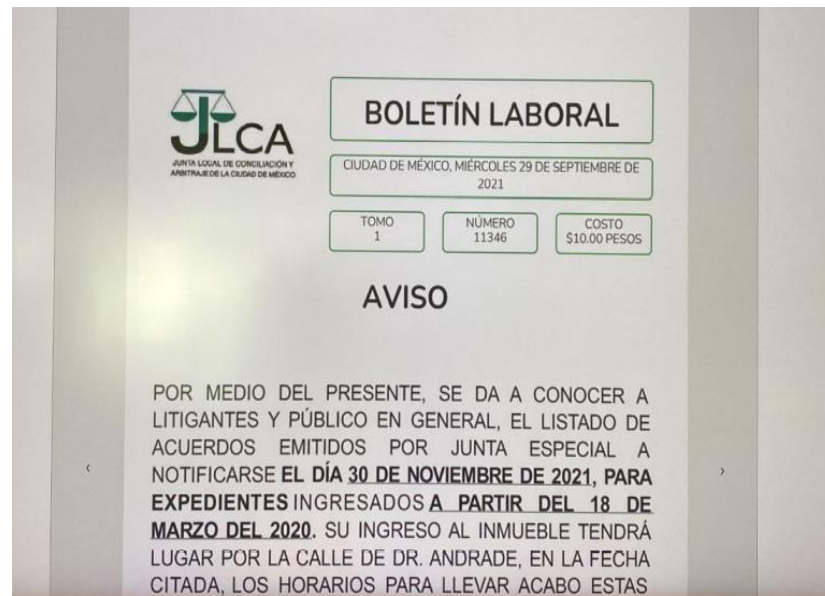 JLCA
JUNTA LOCAL DE CONCILIACIÓN Y
ARBITRAJE DE LA CIUDAD DE MÉXICO
BOLETÍN LABORAL
CIUDAD DE MÉXICO, MIÉRCOLES 29 DE SEPTIEMBRE DE
2021
TOMO
1
NÚMERO
11346
COSTO
$10.00 PESOS
AVISO
POR MEDIO DEL PRESENTE, SE DA A CONOCER A
LITIGANTES Y PÚBLICO EN GENERAL, EL LISTADO DE
ACUERDOS EMITIDOS POR JUNTA ESPECIAL A
NOTIFICARSE EL DÍA 30 DE NOVIEMBRE DE 2021, PARA
EXPEDIENTES INGRESADOS A PARTIR DEL 18 DE
MARZO DEL 2020. SU INGRESO AL INMUEBLE TENDRÁ
LUGAR POR LA CALLE DE DR. ANDRADE, EN LA FECHA
CITADA, LOS HORARIOS PARA LLEVAR ACABO ESTAS